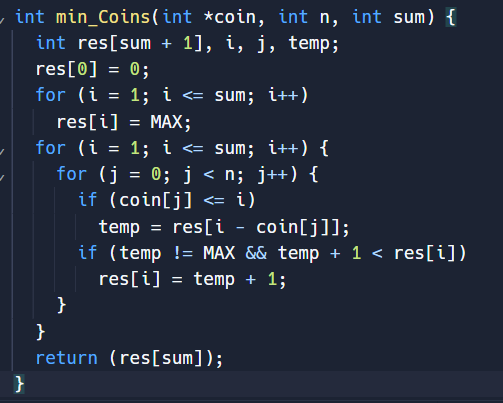 int min_Coins(int *coin, int n, int sum) {
  int res[sum + 1], i, j, temp;
  res[0] = 0;
  for (i = 1; i <= sum; i++)
    res[i] = MAX;
  for (i = 1; i <= sum; i++) {
    for (j = 0; j < n; j++) {
      if (coin[j] <= i)
        temp = res[i - coin[j]];
      if (temp != MAX && temp + 1 < res[i])
        res[i] = temp + 1;
    }
  }
  return (res[sum]);
}